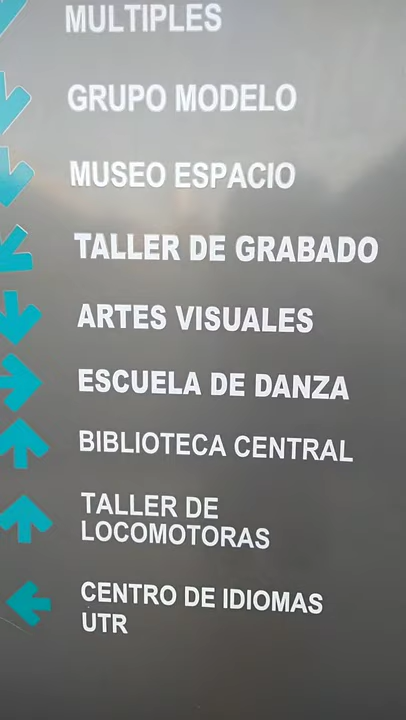 MULTIPLES
GRUPO MODELO
MUSEO ESPACIO
TALLER DE GRABADO
ARTES VISUALES
ESCUELA DE DANZA
BIBLIOTECA CENTRAL
TALLER DE
LOCOMOTORAS
CENTRO DE IDIOMAS
UTR